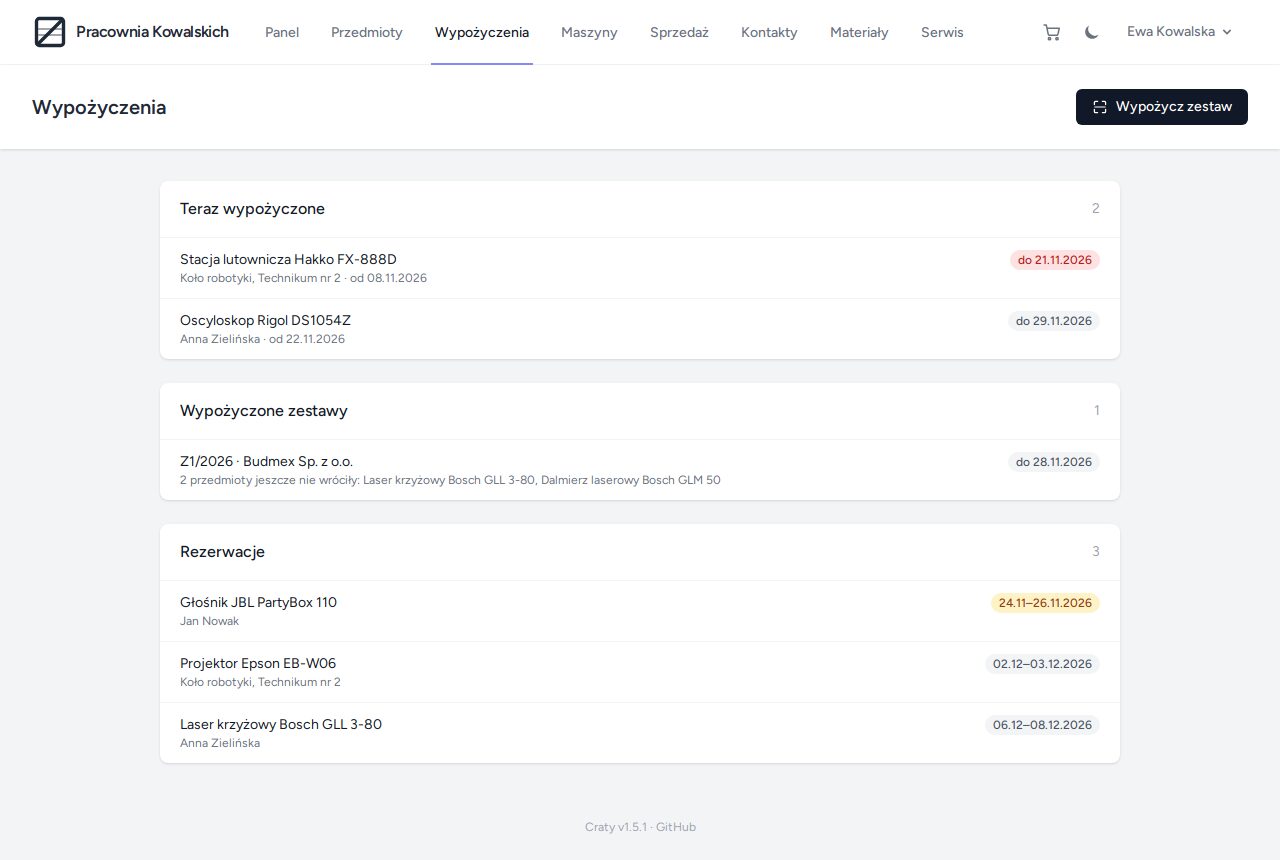 Pracownia Kowalskich Panel Przedmioty Wypożyczenia Maszyny Sprzedaż Kontakty Materiały Serwis Ewa Kowalska
Wypożyczenia Wypożycz zestaw
Teraz wypożyczone 2
Stacja lutownicza Hakko FX-888D do 21.11.2026
Koło robotyki, Technikum nr 2 · od 08.11.2026
Oscyloskop Rigol DS1054Z do 29.11.2026
Anna Zielińska · od 22.11.2026
Wypożyczone zestawy 1
Z1/2026 · Budmex Sp. z o.o. do 28.11.2026
2 przedmioty jeszcze nie wróciły: Laser krzyżowy Bosch GLL 3-80, Dalmierz laserowy Bosch GLM 50
Rezerwacje 3
Głośnik JBL PartyBox 110 24.11–26.11.2026
Jan Nowak
Projektor Epson EB-W06 02.12–03.12.2026
Koło robotyki, Technikum nr 2
Laser krzyżowy Bosch GLL 3-80 06.12–08.12.2026
Anna Zielińska
Craty v1.5.1 · GitHub